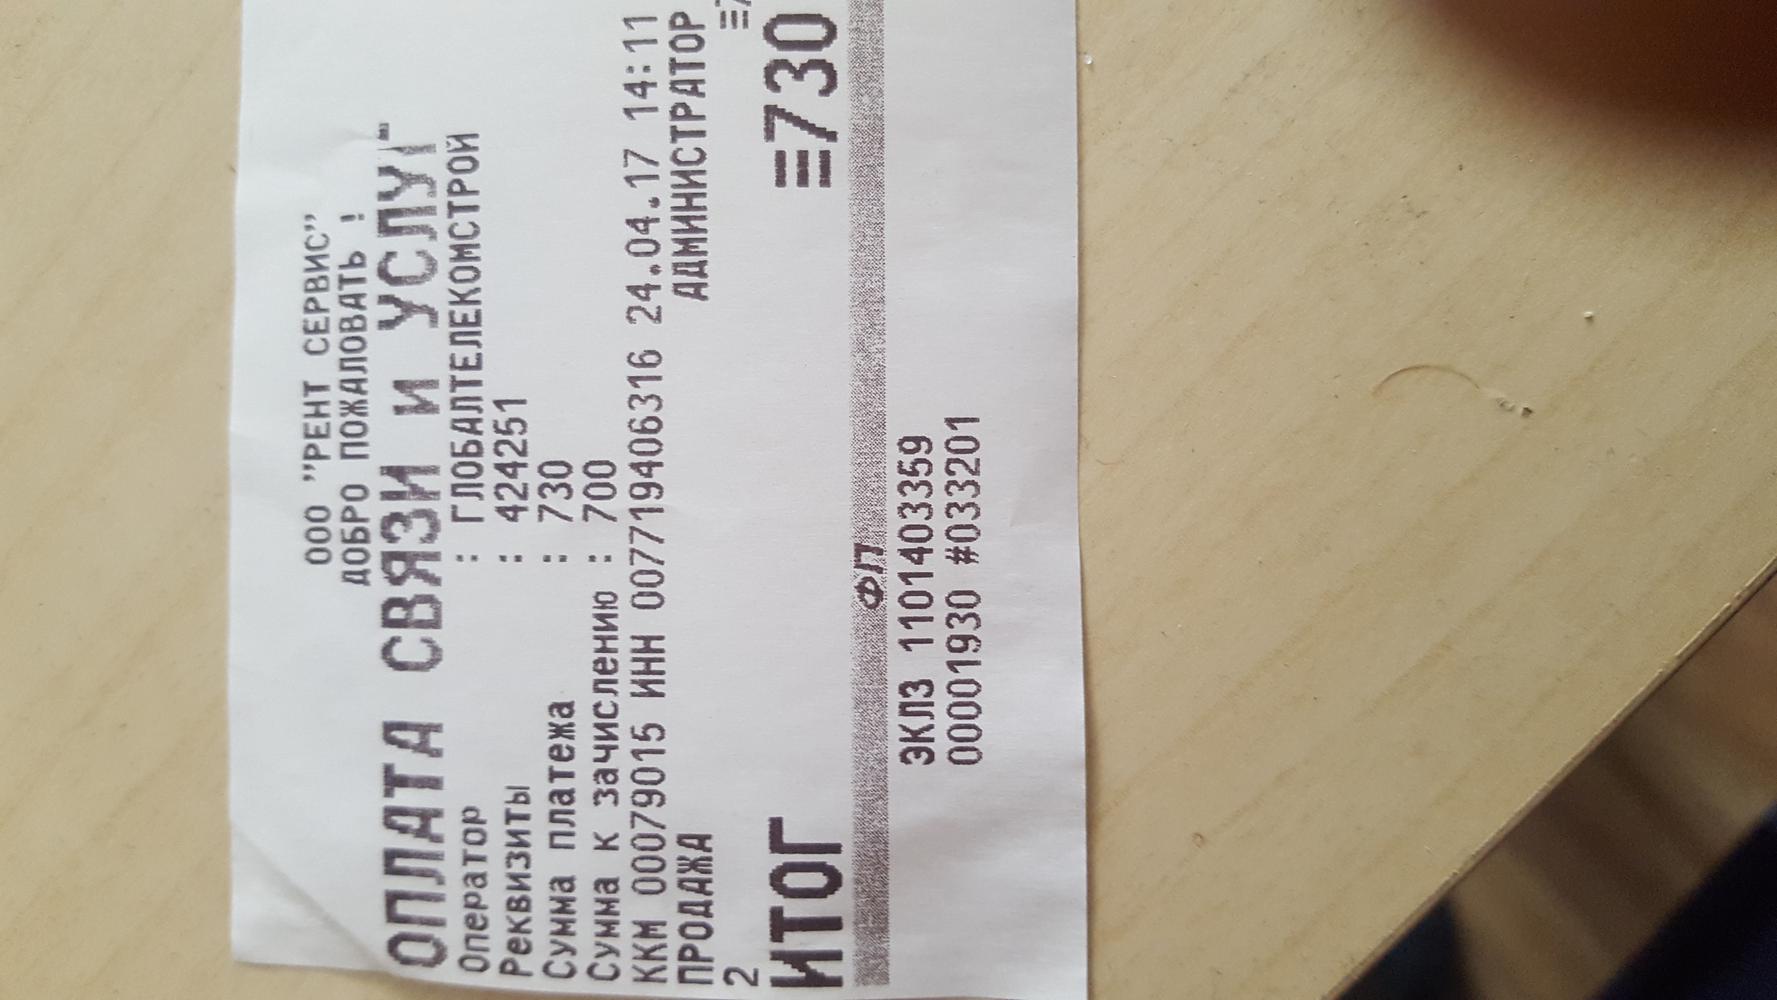 ООО "РЕНТ СЕРВИС"
ДОБРО ПОЖАЛОВАТЬ !
ОПЛАТА СВЯЗИ И УСЛУГ
Оператор : ГЛОБАЛТЕЛЕКОМСТРОЙ
Реквизиты : 424251
Сумма платежа : 730
Сумма к зачислению : 700
ККМ 00079015 ИНН 007719406316 24.04.17 14:11
ПРОДАЖА АДМИНИСТРАТОР
2
ИТОГ ≡730
ФП
ЭКЛЗ 1101403359
00001930 #033201